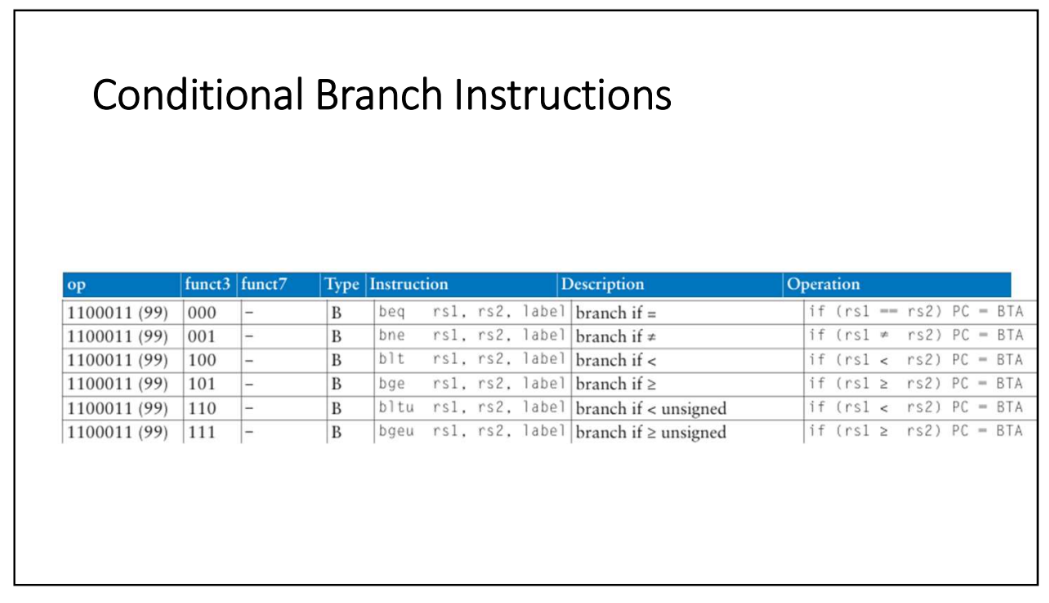 Conditional Branch Instructions
op funct3 funct7 Type Instruction Description Operation
1100011 (99) 000 – B beq rs1, rs2, label branch if = if (rs1 == rs2) PC = BTA
1100011 (99) 001 – B bne rs1, rs2, label branch if ≠ if (rs1 ≠ rs2) PC = BTA
1100011 (99) 100 – B blt rs1, rs2, label branch if < if (rs1 < rs2) PC = BTA
1100011 (99) 101 – B bge rs1, rs2, label branch if ≥ if (rs1 ≥ rs2) PC = BTA
1100011 (99) 110 – B bltu rs1, rs2, label branch if < unsigned if (rs1 < rs2) PC = BTA
1100011 (99) 111 – B bgeu rs1, rs2, label branch if ≥ unsigned if (rs1 ≥ rs2) PC = BTA